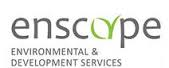 enscape
ENVIRONMENTAL &
DEVELOPMENT SERVICES